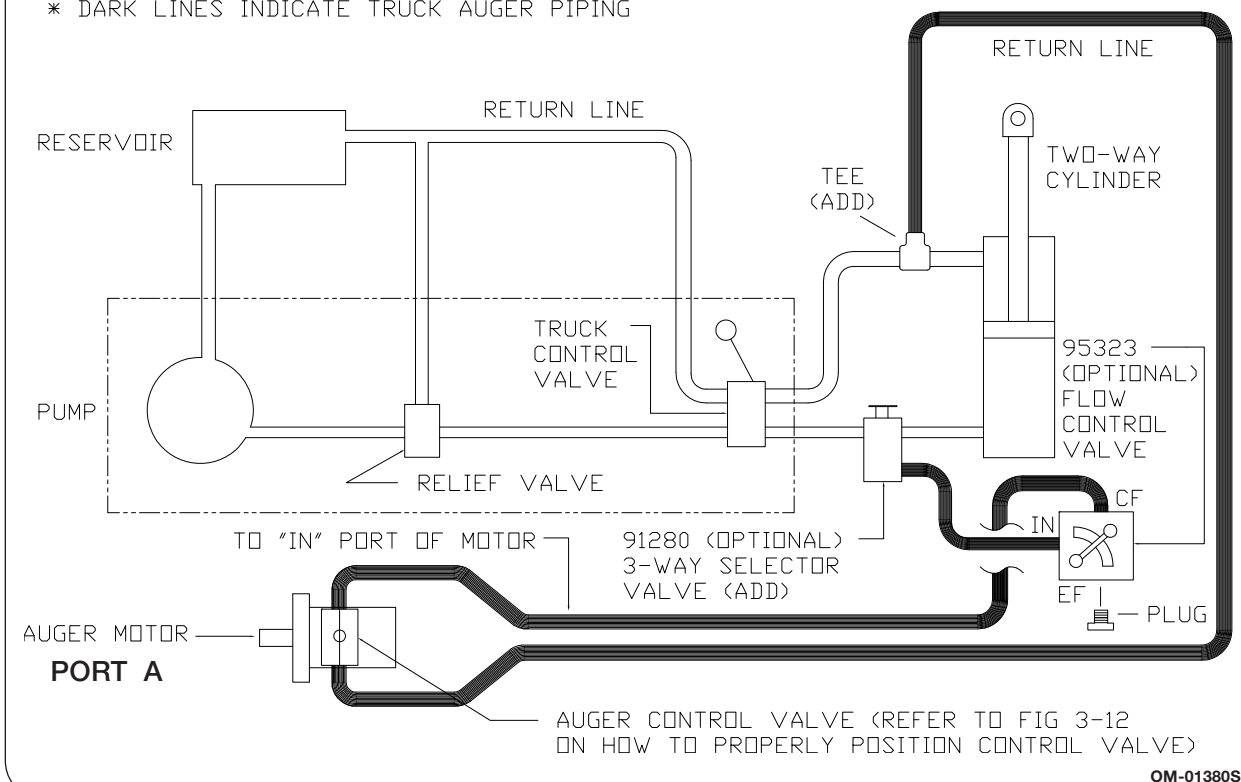 * DARK LINES INDICATE TRUCK AUGER PIPING
RETURN LINE
RESERVOIR
RETURN LINE
TWO-WAY
CYLINDER
TEE
(ADD)
TRUCK
CONTROL
VALVE
95323
(OPTIONAL)
FLOW
CONTROL
VALVE
PUMP
RELIEF VALVE
CF
IN
EF
PLUG
TO "IN" PORT OF MOTOR
91280 (OPTIONAL)
3-WAY SELECTOR
VALVE (ADD)
AUGER MOTOR
PORT A
AUGER CONTROL VALVE (REFER TO FIG 3-12
ON HOW TO PROPERLY POSITION CONTROL VALVE)
OM-01380S